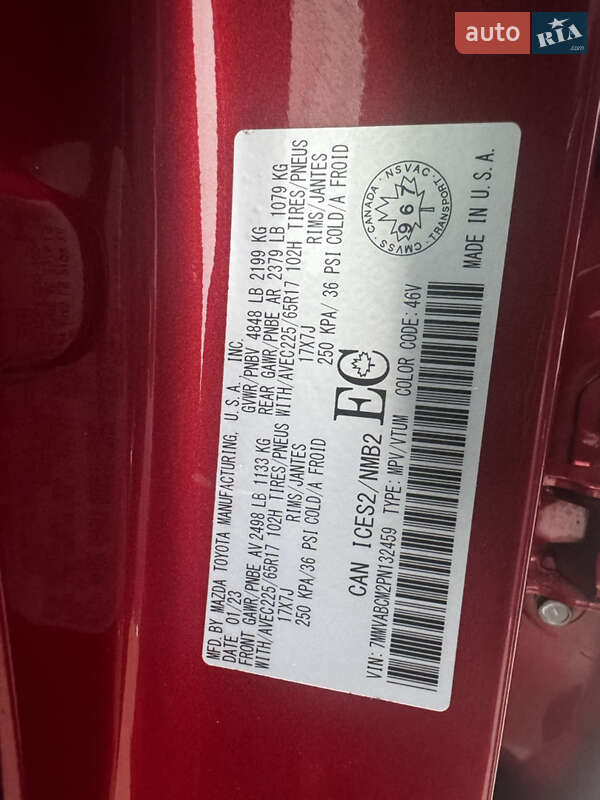 auto RIA.com
MFD. BY MAZDA TOYOTA MANUFACTURING, U.S.A., INC.
DATE 01/23 GVWR/PNBV 4848 LB 2199 KG
FRONT GAWR/PNBE AV 2498 LB 1133 KG REAR GAWR/PNBE AR 2379 LB 1079 KG
WITH/AVEC225/65R17 102H TIRES/PNEUS WITH/AVEC225/65R17 102H TIRES/PNEUS
17X7J RIMS/JANTES 17X7J RIMS/JANTES
250 KPA/36 PSI COLD/A FROID 250 KPA/36 PSI COLD/A FROID
CAN ICES2/NMB2 EC
CANADA · NSVAC · TRANSPORT · CMVSS
967
VIN: 7MMVABCM2PN132459 TYPE: MPV/VTUM COLOR CODE: 46V
MADE IN U.S.A.